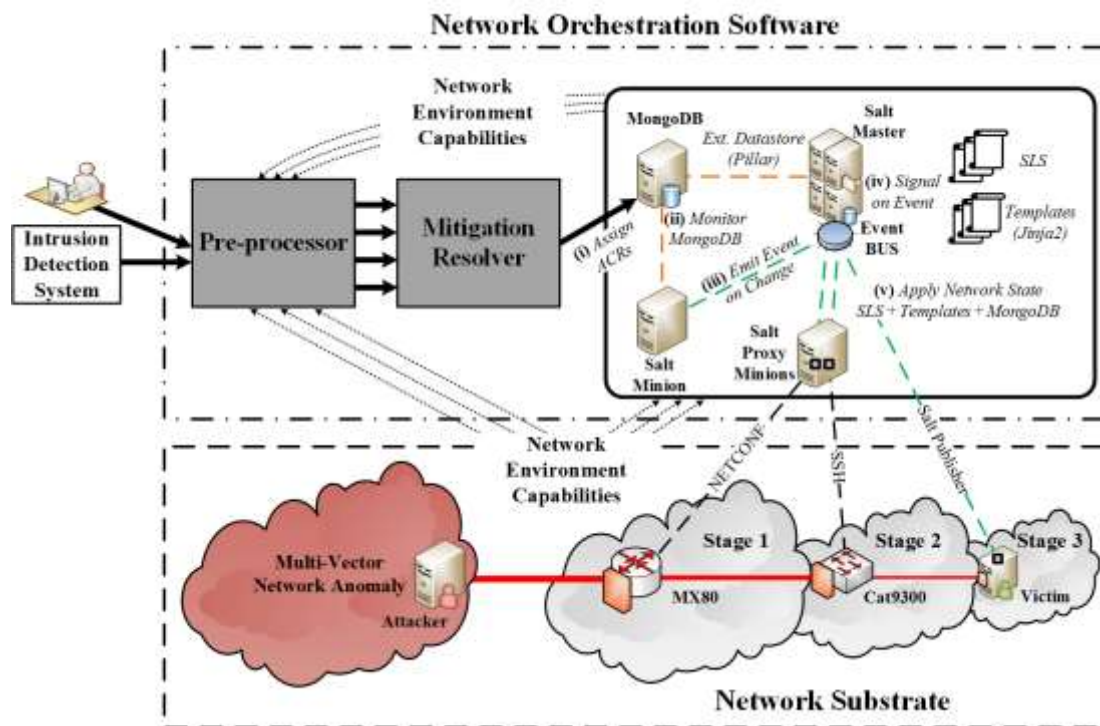 Network Orchestration Software
Network
Environment
Capabilities
MongoDB
Ext. Datastore
(Pillar)
Salt
Master
(iv) Signal
on Event
SLS
Templates
(Jinja2)
Intrusion
Detection
System
Pre-processor
Mitigation
Resolver
(i) Assign
ACRs
(ii) Monitor
MongoDB
Event
BUS
(iii) Emit Event
on Change
(v) Apply Network State
SLS + Templates + MongoDB
Salt
Minion
Salt
Proxy
Minions
Network
Environment
Capabilities
NETCONF
SSH
Salt Publisher
Multi-Vector
Network Anomaly
Attacker
Stage 1
MX80
Stage 2
Cat9300
Stage 3
Victim
Network Substrate